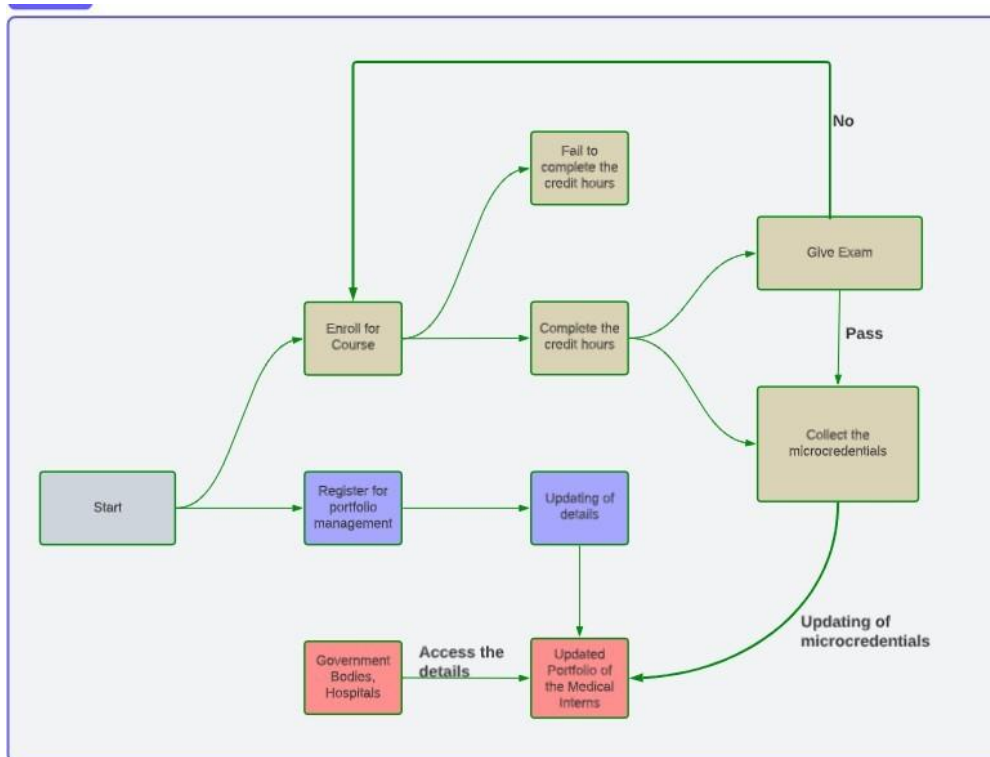 No
Fail to
complete the
credit hours
Give Exam
Enroll for
Course
Complete the
credit hours
Pass
Collect the
microcredentials
Start
Register for
portfolio
management
Updating of
details
Updating of
microcredentials
Government
Bodies,
Hospitals
Access the
details
Updated
Portfolio of
the Medical
Interns